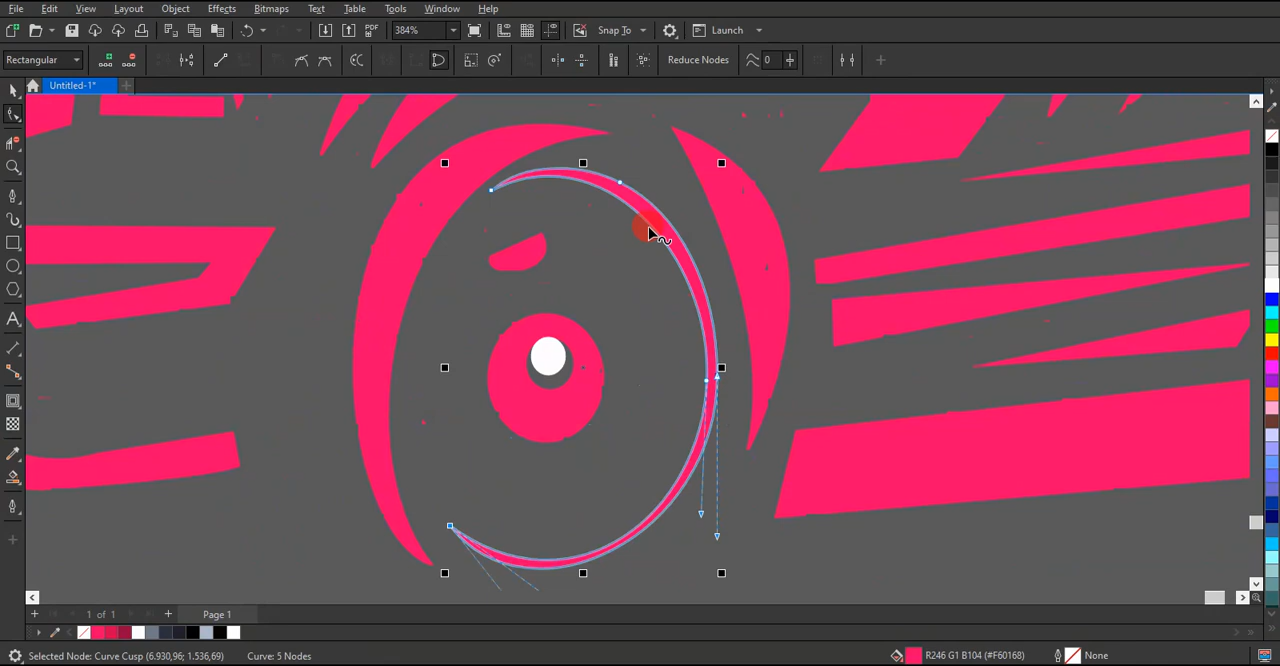 File Edit View Layout Object Effects Bitmaps Text Table Tools Window Help
384% PDF Snap To Launch
Rectangular Reduce Nodes 0
Untitled-1*
1 of 1 Page 1
Selected Node: Curve Cusp (6.930,96; 1.536,69) Curve: 5 Nodes R246 G1 B104 (#F60168) None